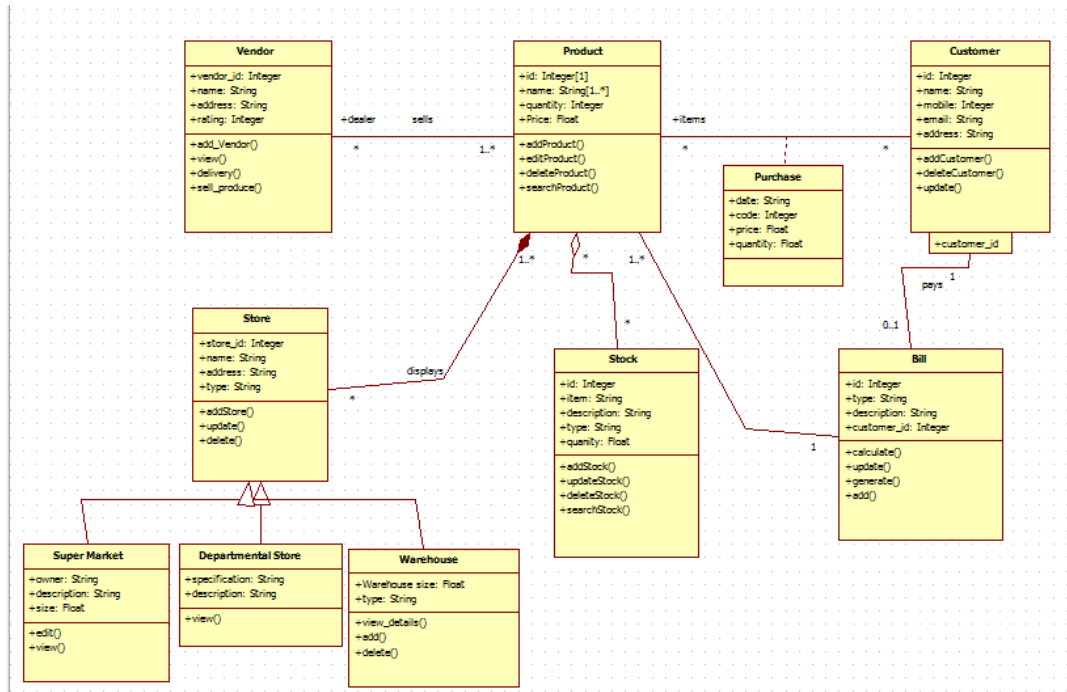 Vendor
+vendor_id: Integer
+name: String
+address: String
+rating: Integer
+add_Vendor()
+view()
+delivery()
+sell_produce()
+dealer
sells
*
1..*
Product
+id: Integer[1]
+name: String[1..*]
+quantity: Integer
+Price: Float
+addProduct()
+editProduct()
+deleteProduct()
+searchProduct()
+items
*
*
Customer
+id: Integer
+name: String
+mobile: Integer
+email: String
+address: String
+addCustomer()
+deleteCustomer()
+update()
+customer_id
Purchase
+date: String
+code: Integer
+price: Float
+quantity: Float
1..*
*
1..*
1
pays
0..1
Store
+store_id: Integer
+name: String
+address: String
+type: String
+addStore()
+update()
+delete()
displays
*
*
Stock
+id: Integer
+item: String
+description: String
+type: String
+quanity: Float
+addStock()
+updateStock()
+deleteStock()
+searchStock()
1
Bill
+id: Integer
+type: String
+description: String
+customer_id: Integer
+calculate()
+update()
+generate()
+add()
Super Market
+owner: String
+description: String
+size: Float
+edit()
+view()
Departmental Store
+specification: String
+description: String
+view()
Warehouse
+Warehouse size: Float
+type: String
+view_details()
+add()
+delete()